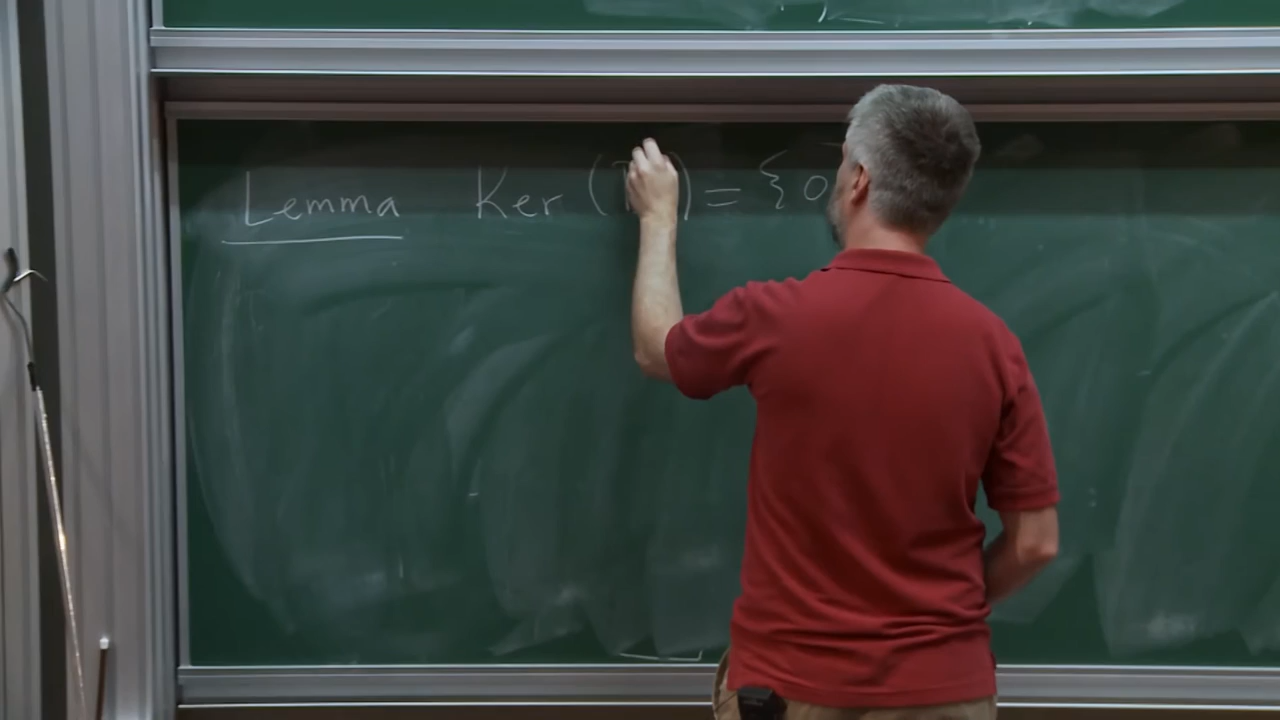 Lemma Ker ( ) = {0